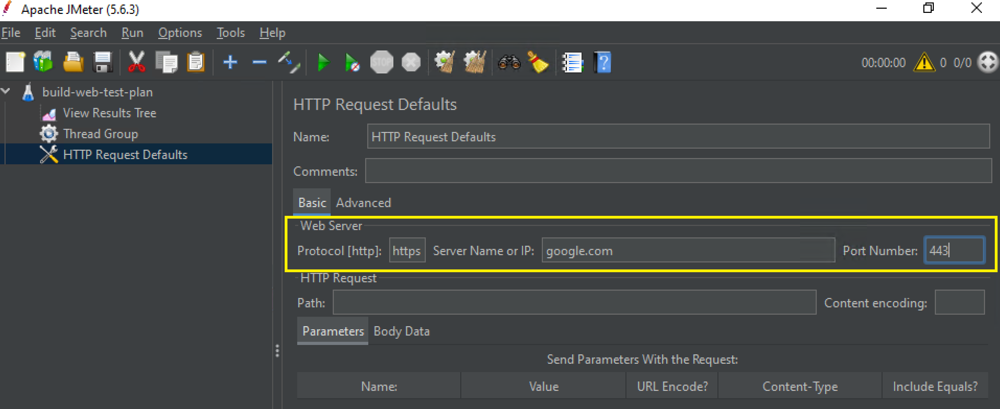 Apache JMeter (5.6.3)
File Edit Search Run Options Tools Help
STOP ? 00:00:00 0 0/0
build-web-test-plan
View Results Tree
Thread Group
HTTP Request Defaults
HTTP Request Defaults
Name: HTTP Request Defaults
Comments:
Basic Advanced
Web Server
Protocol [http]: https Server Name or IP: google.com Port Number: 443
HTTP Request
Path: Content encoding:
Parameters Body Data
Send Parameters With the Request:
Name: Value URL Encode? Content-Type Include Equals?